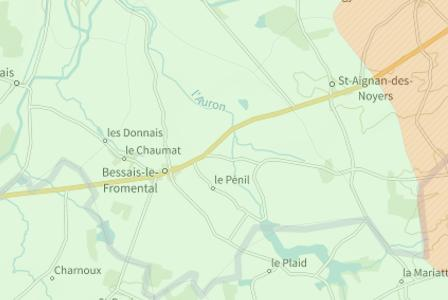 ais
St-Aignan-des-
Noyers
l'Auron
les Donnais
le Chaumat
Bessais-le-
Fromental
le Pénil
le Plaid
Charnoux
la Mariatt